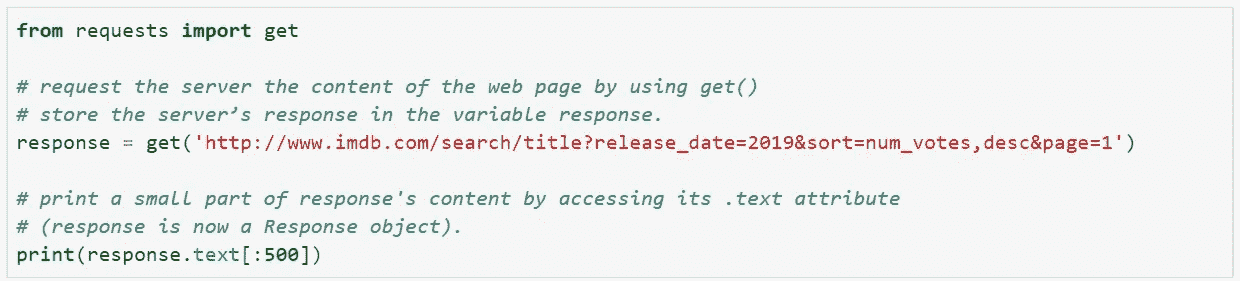 from requests import get
# request the server the content of the web page by using get()
# store the server’s response in the variable response.
response = get('http://www.imdb.com/search/title?release_date=2019&sort=num_votes,desc&page=1')
# print a small part of response's content by accessing its .text attribute
# (response is now a Response object).
print(response.text[:500])